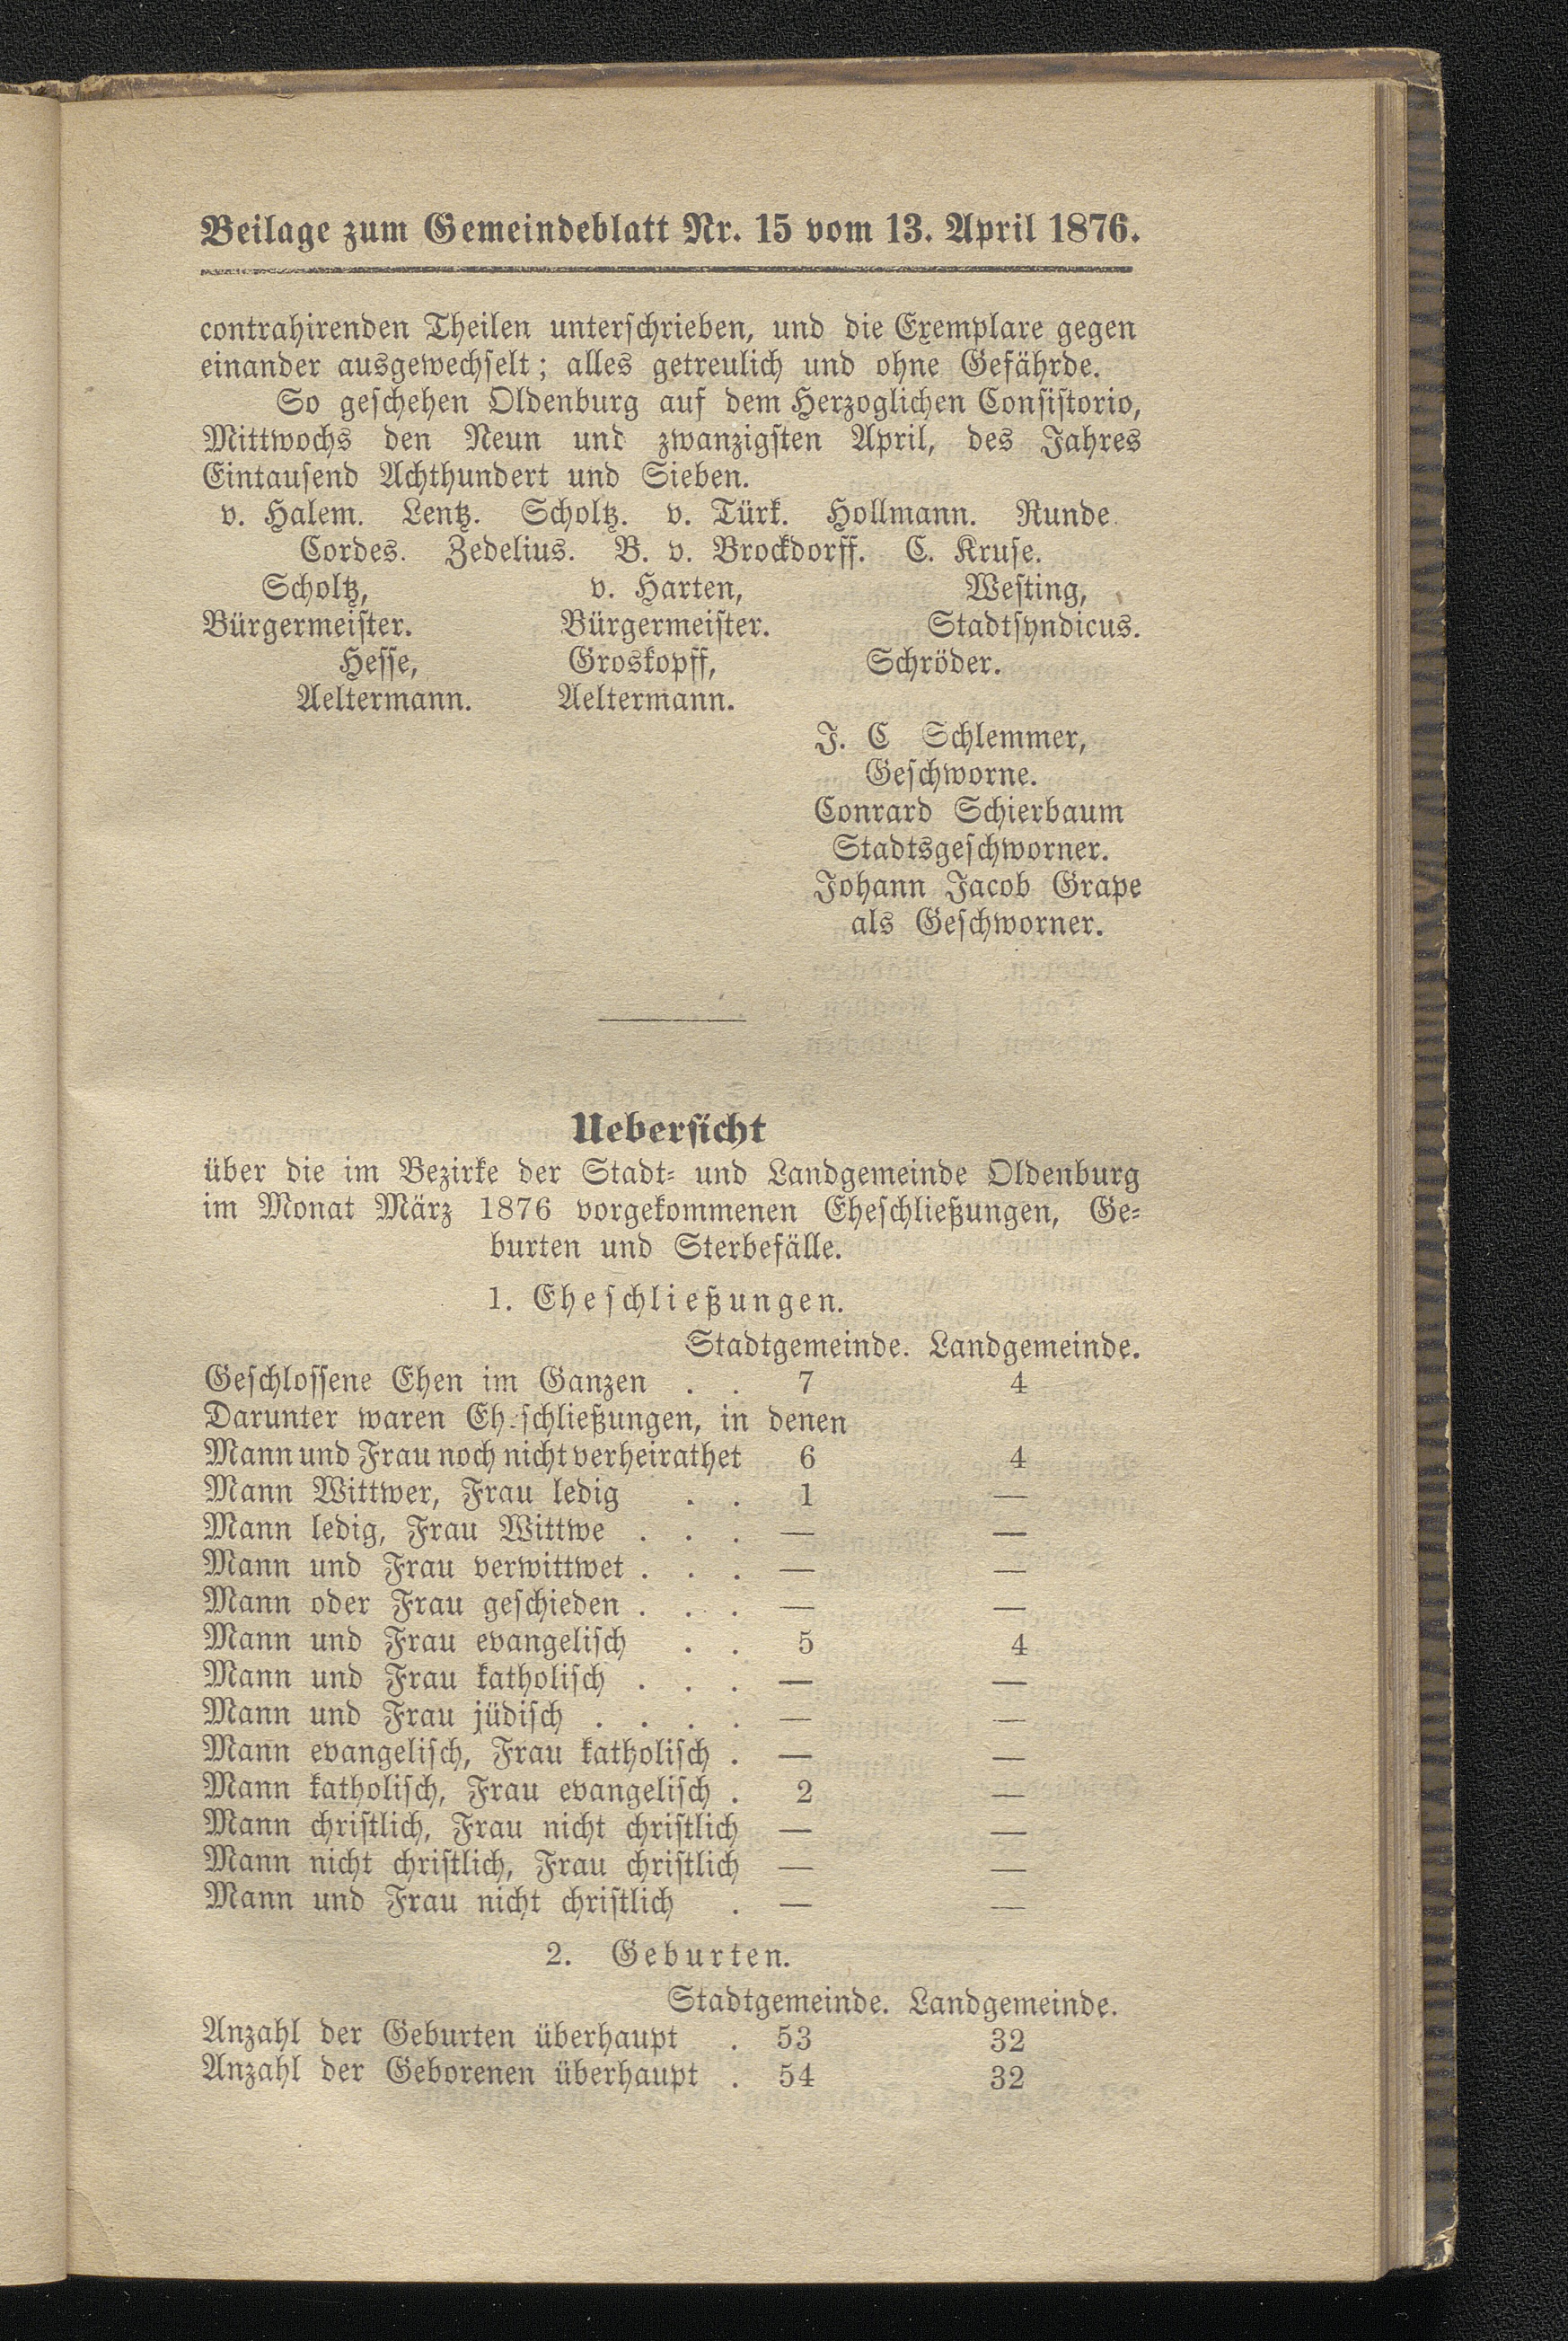 Beilage zum Gemeindeblatt Nr. 15 vom 13. April 1876.
contrahirenden Theilen unterschrieben, und die Exemplare gegen
einander ausgewechselt; alles getreulich und ohne Gefährde.
So geschehen Oldenburg auf dem Herzoglichen Consistorio,
Mittwochs den Neun und zwanzigsten April, des Jahres
Eintausend Achthundert und Sieben.
v. Halem. Lentz. Scholtz. v. Türk. Hollmann. Runde.
Cordes. Zedelius. B. v. Brockdorff. C. Kruse.
Scholtz, v. Harten, Westing,
Bürgermeister. Bürgermeister. Stadtsyndicus.
Hesse, Groskopff, Schröder.
Aeltermann. Aeltermann.
J. C Schlemmer,
Geschworne.
Conrard Schierbaum
Stadtsgeschworner.
Johann Jacob Grape
als Geschworner.
Uebersicht
über die im Bezirke der Stadt- und Landgemeinde Oldenburg
im Monat März 1876 vorgekommenen Eheschließungen, Ge-
burten und Sterbefälle.
1. Eheschließungen.
Stadtgemeinde. Landgemeinde.
Geschlossene Ehen im Ganzen . . 7 4
Darunter waren Eheschließungen, in denen
Mann und Frau noch nicht verheirathet 6 4
Mann Wittwer, Frau ledig . . 1 —
Mann ledig, Frau Wittwe . . . — —
Mann und Frau verwittwet . . . — —
Mann oder Frau geschieden . . . — —
Mann und Frau evangelisch . . 5 4
Mann und Frau katholisch . . . — —
Mann und Frau jüdisch . . . . — —
Mann evangelisch, Frau katholisch . — —
Mann katholisch, Frau evangelisch . 2 —
Mann christlich, Frau nicht christlich — —
Mann nicht christlich, Frau christlich — —
Mann und Frau nicht christlich . — —
2. Geburten.
Stadtgemeinde. Landgemeinde.
Anzahl der Geburten überhaupt . 53 32
Anzahl der Geborenen überhaupt . 54 32